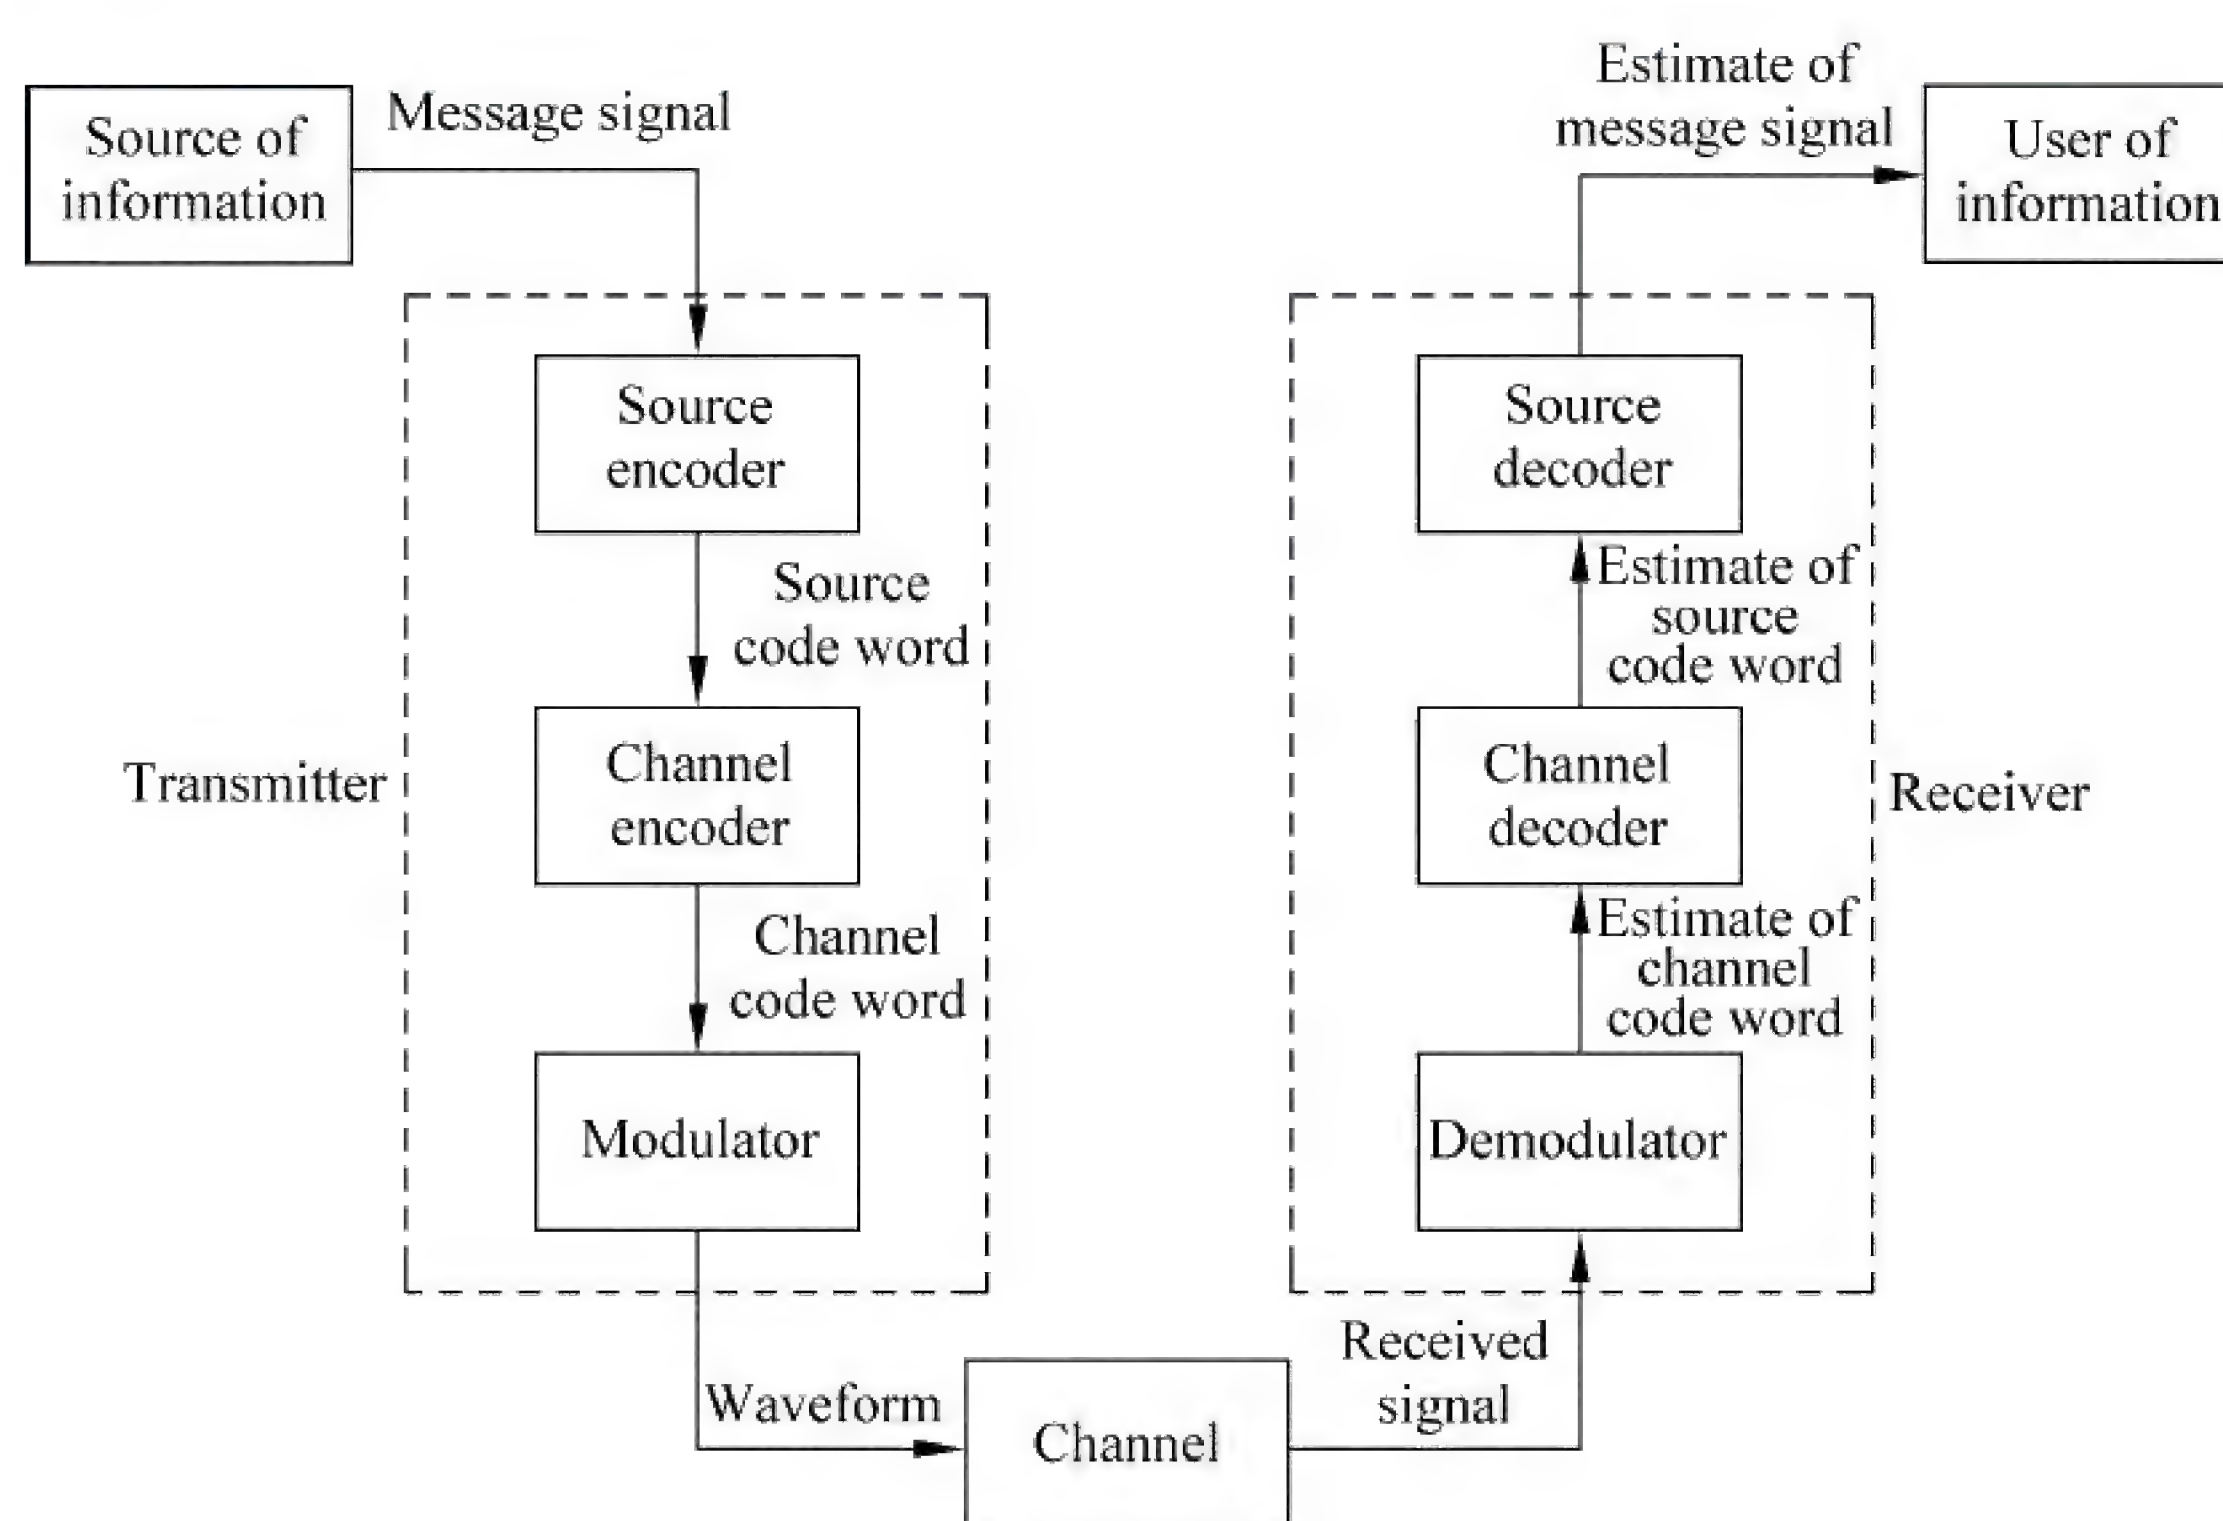 Source of
information
Message signal
Estimate of
message signal
User of
information
Source
encoder
Source
code word
Transmitter
Channel
encoder
Channel
code word
Modulator
Waveform
Channel
Received
signal
Demodulator
Estimate of
channel
code word
Channel
decoder
Receiver
Estimate of
source
code word
Source
decoder